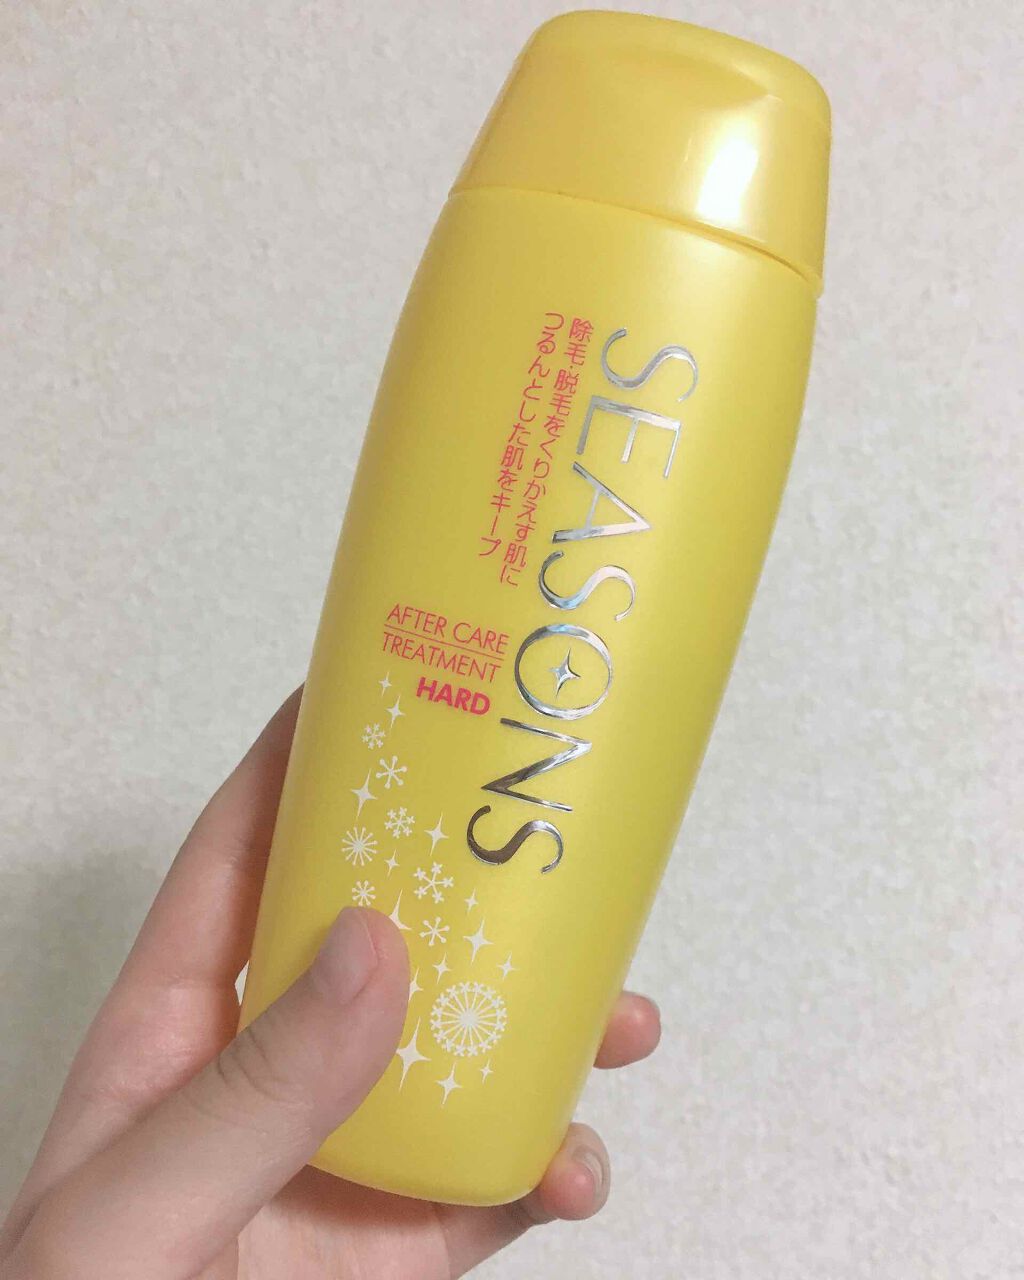 SEASONS
除毛・脱毛をくりかえす肌に
つるんとした肌をキープ
AFTER CARE
TREATMENT
HARD